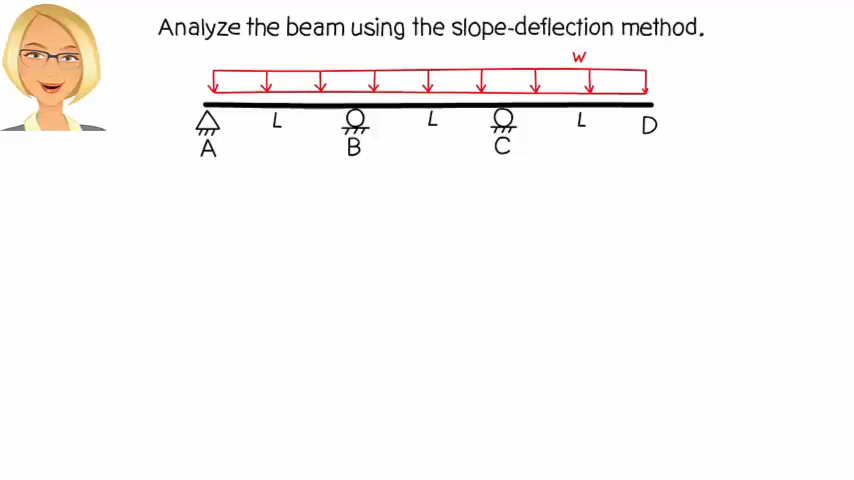 Analyze the beam using the slope-deflection method.
w
L L L
A B C D